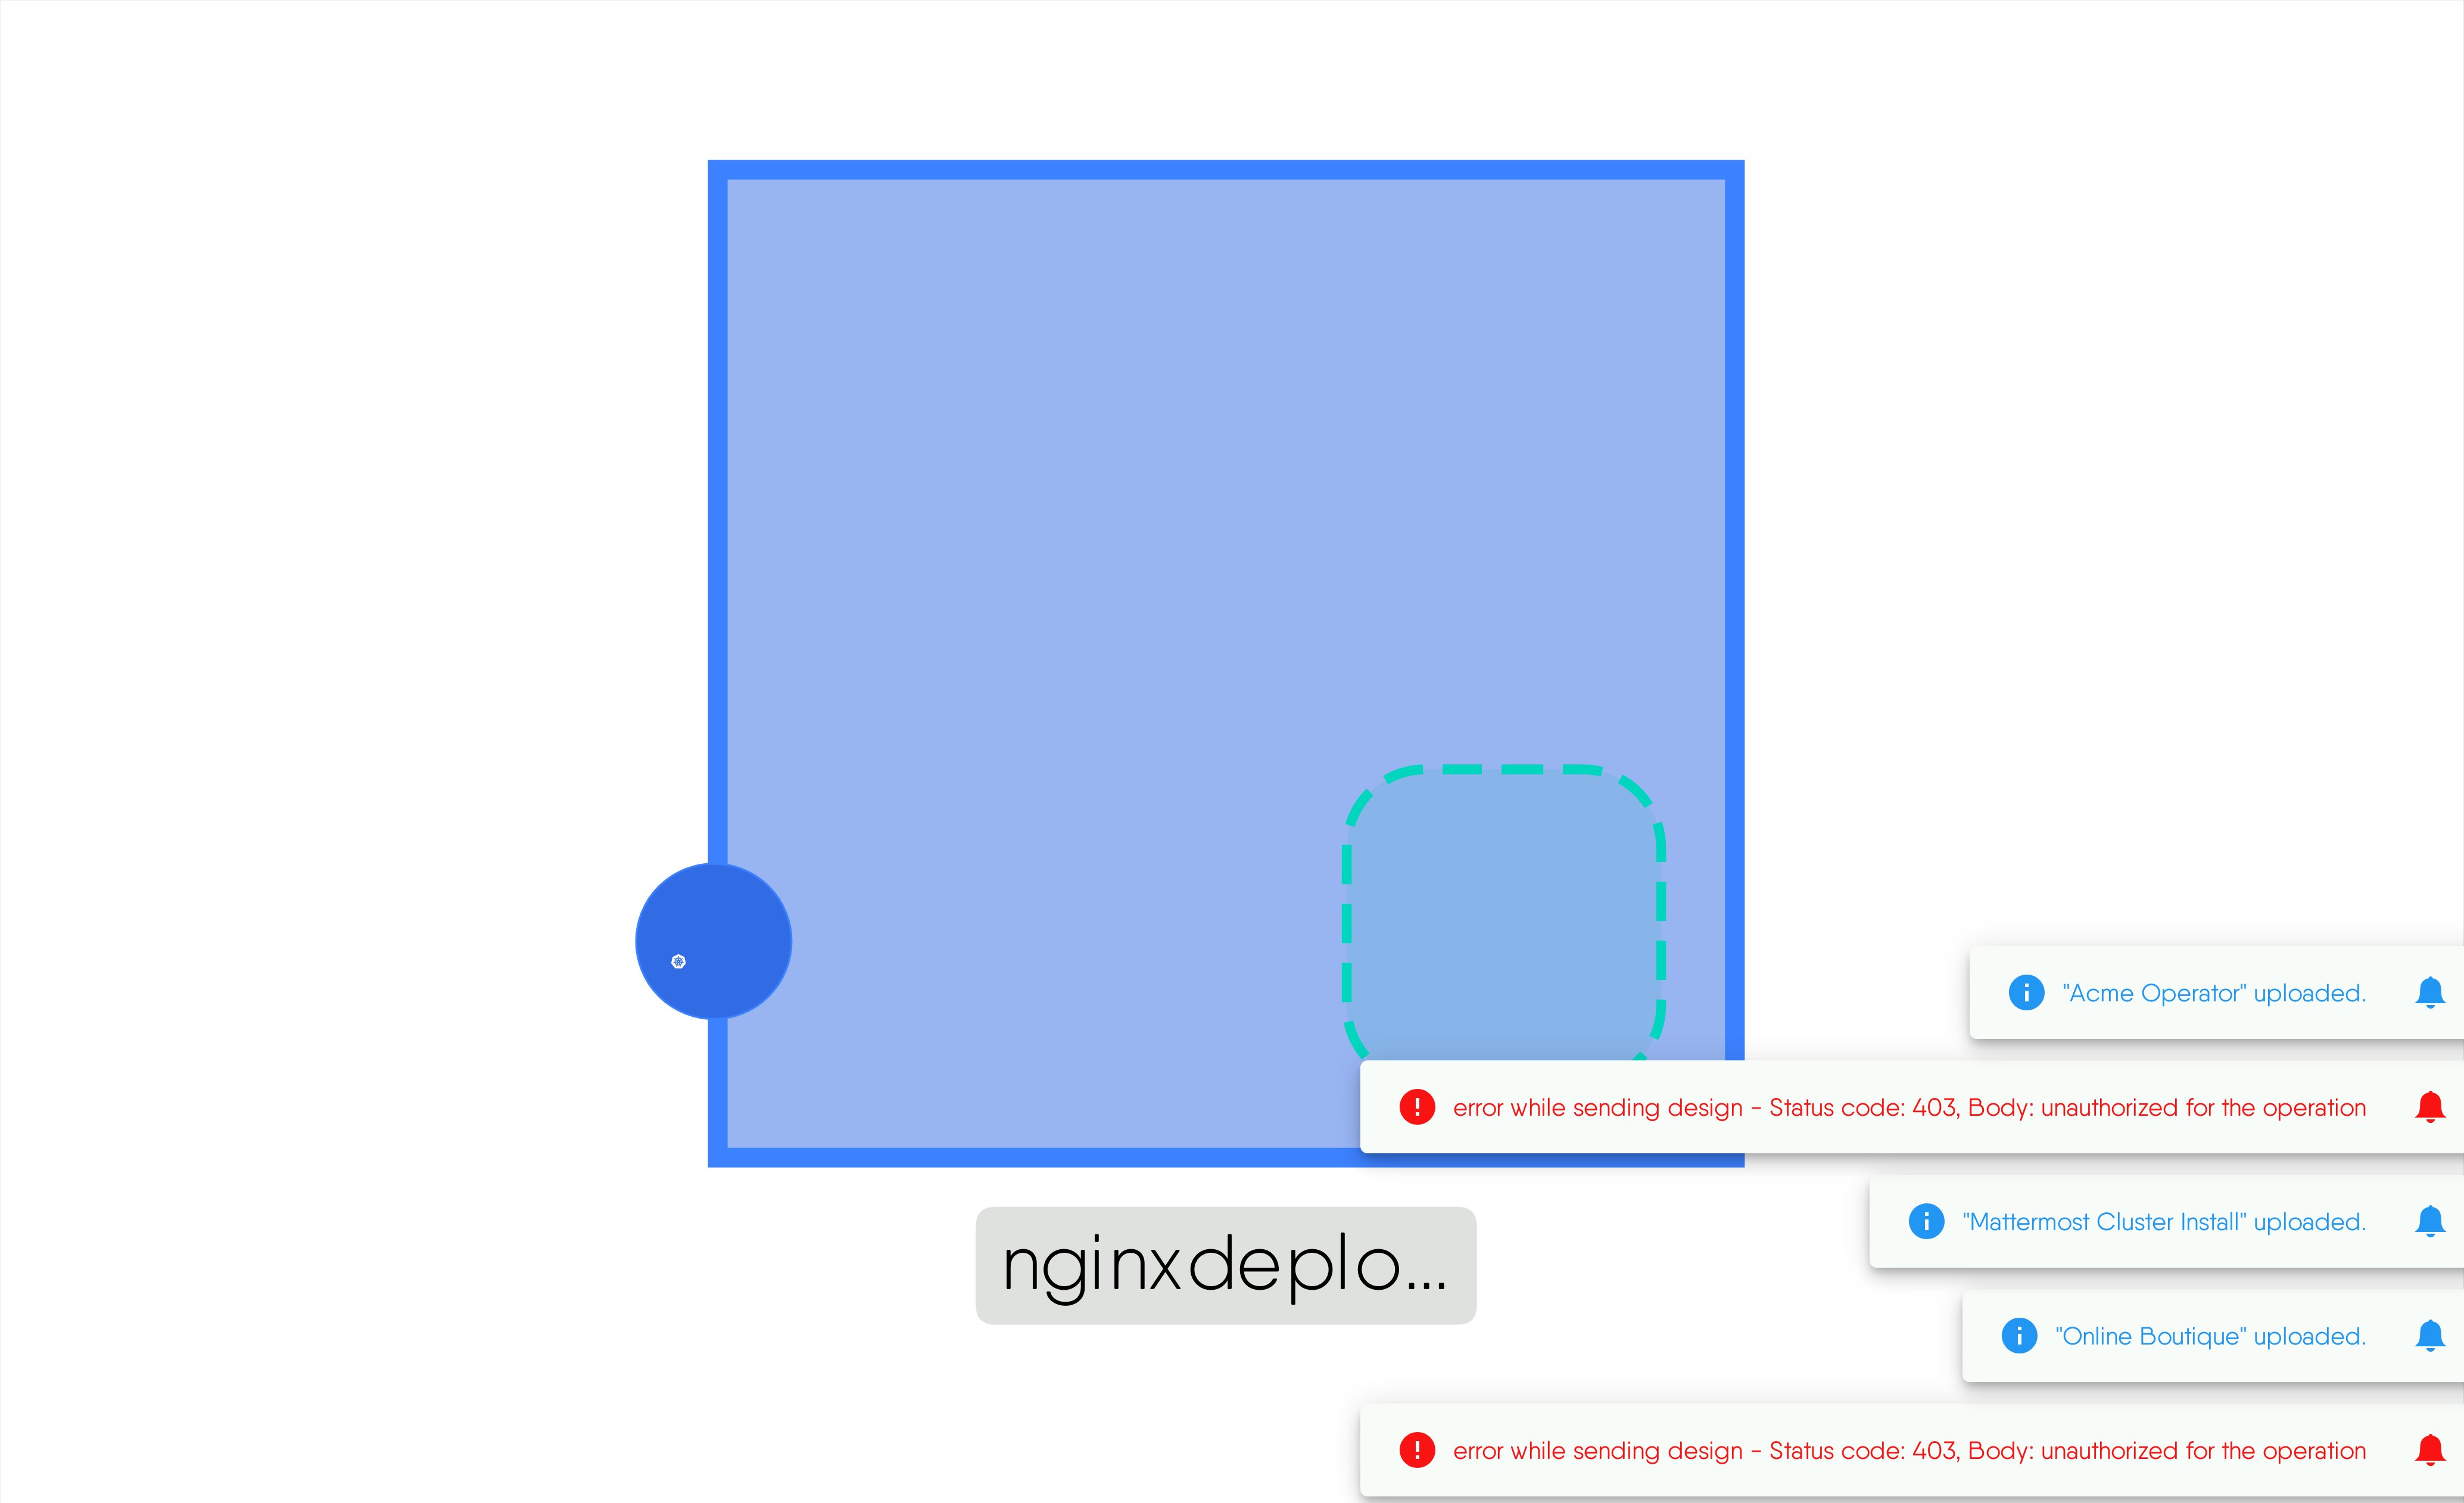 "Acme Operator" uploaded.
error while sending design - Status code: 403, Body: unauthorized for the operation
"Mattermost Cluster Install" uploaded.
nginxdeplo...
"Online Boutique" uploaded.
error while sending design - Status code: 403, Body: unauthorized for the operation